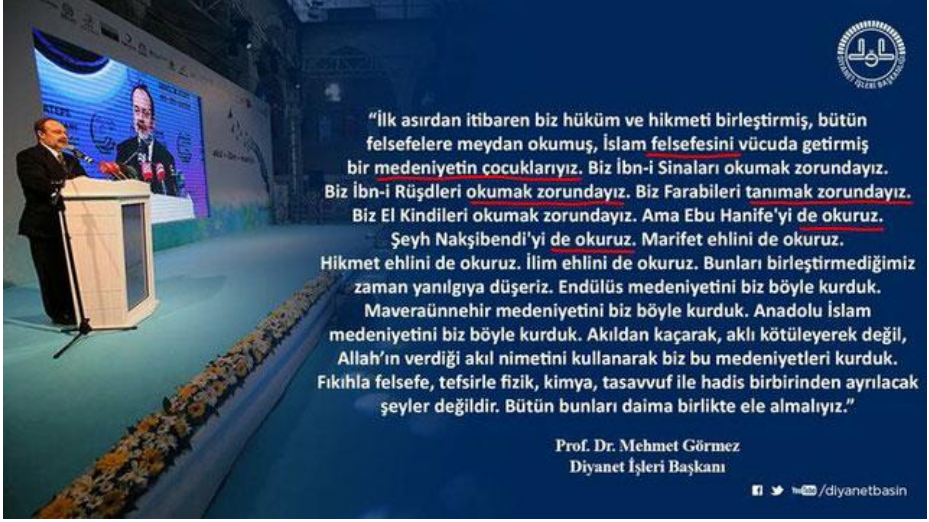 DİYANET İŞLERİ BAŞKANLIĞI
“İlk asırdan itibaren biz hüküm ve hikmeti birleştirmiş, bütün
felsefelere meydan okumuş, İslam felsefesini vücuda getirmiş
bir medeniyetin çocuklarıyız. Biz İbn-i Sinaları okumak zorundayız.
Biz İbn-i Rüşdleri okumak zorundayız. Biz Farabileri tanımak zorundayız.
Biz El Kindileri okumak zorundayız. Ama Ebu Hanife'yi de okuruz.
Şeyh Nakşibendi'yi de okuruz. Marifet ehlini de okuruz.
Hikmet ehlini de okuruz. İlim ehlini de okuruz. Bunları birleştirmediğimiz
zaman yanılgıya düşeriz. Endülüs medeniyetini biz böyle kurduk.
Maveraünnehir medeniyetini biz böyle kurduk. Anadolu İslam
medeniyetini biz böyle kurduk. Akıldan kaçarak, aklı kötüleyerek değil,
Allah’ın verdiği akıl nimetini kullanarak biz bu medeniyetleri kurduk.
Fıkıhla felsefe, tefsirle fizik, kimya, tasavvuf ile hadis birbirinden ayrılacak
şeyler değildir. Bütün bunları daima birlikte ele almalıyız.”
Prof. Dr. Mehmet Görmez
Diyanet İşleri Başkanı
YouTube /diyanetbasin